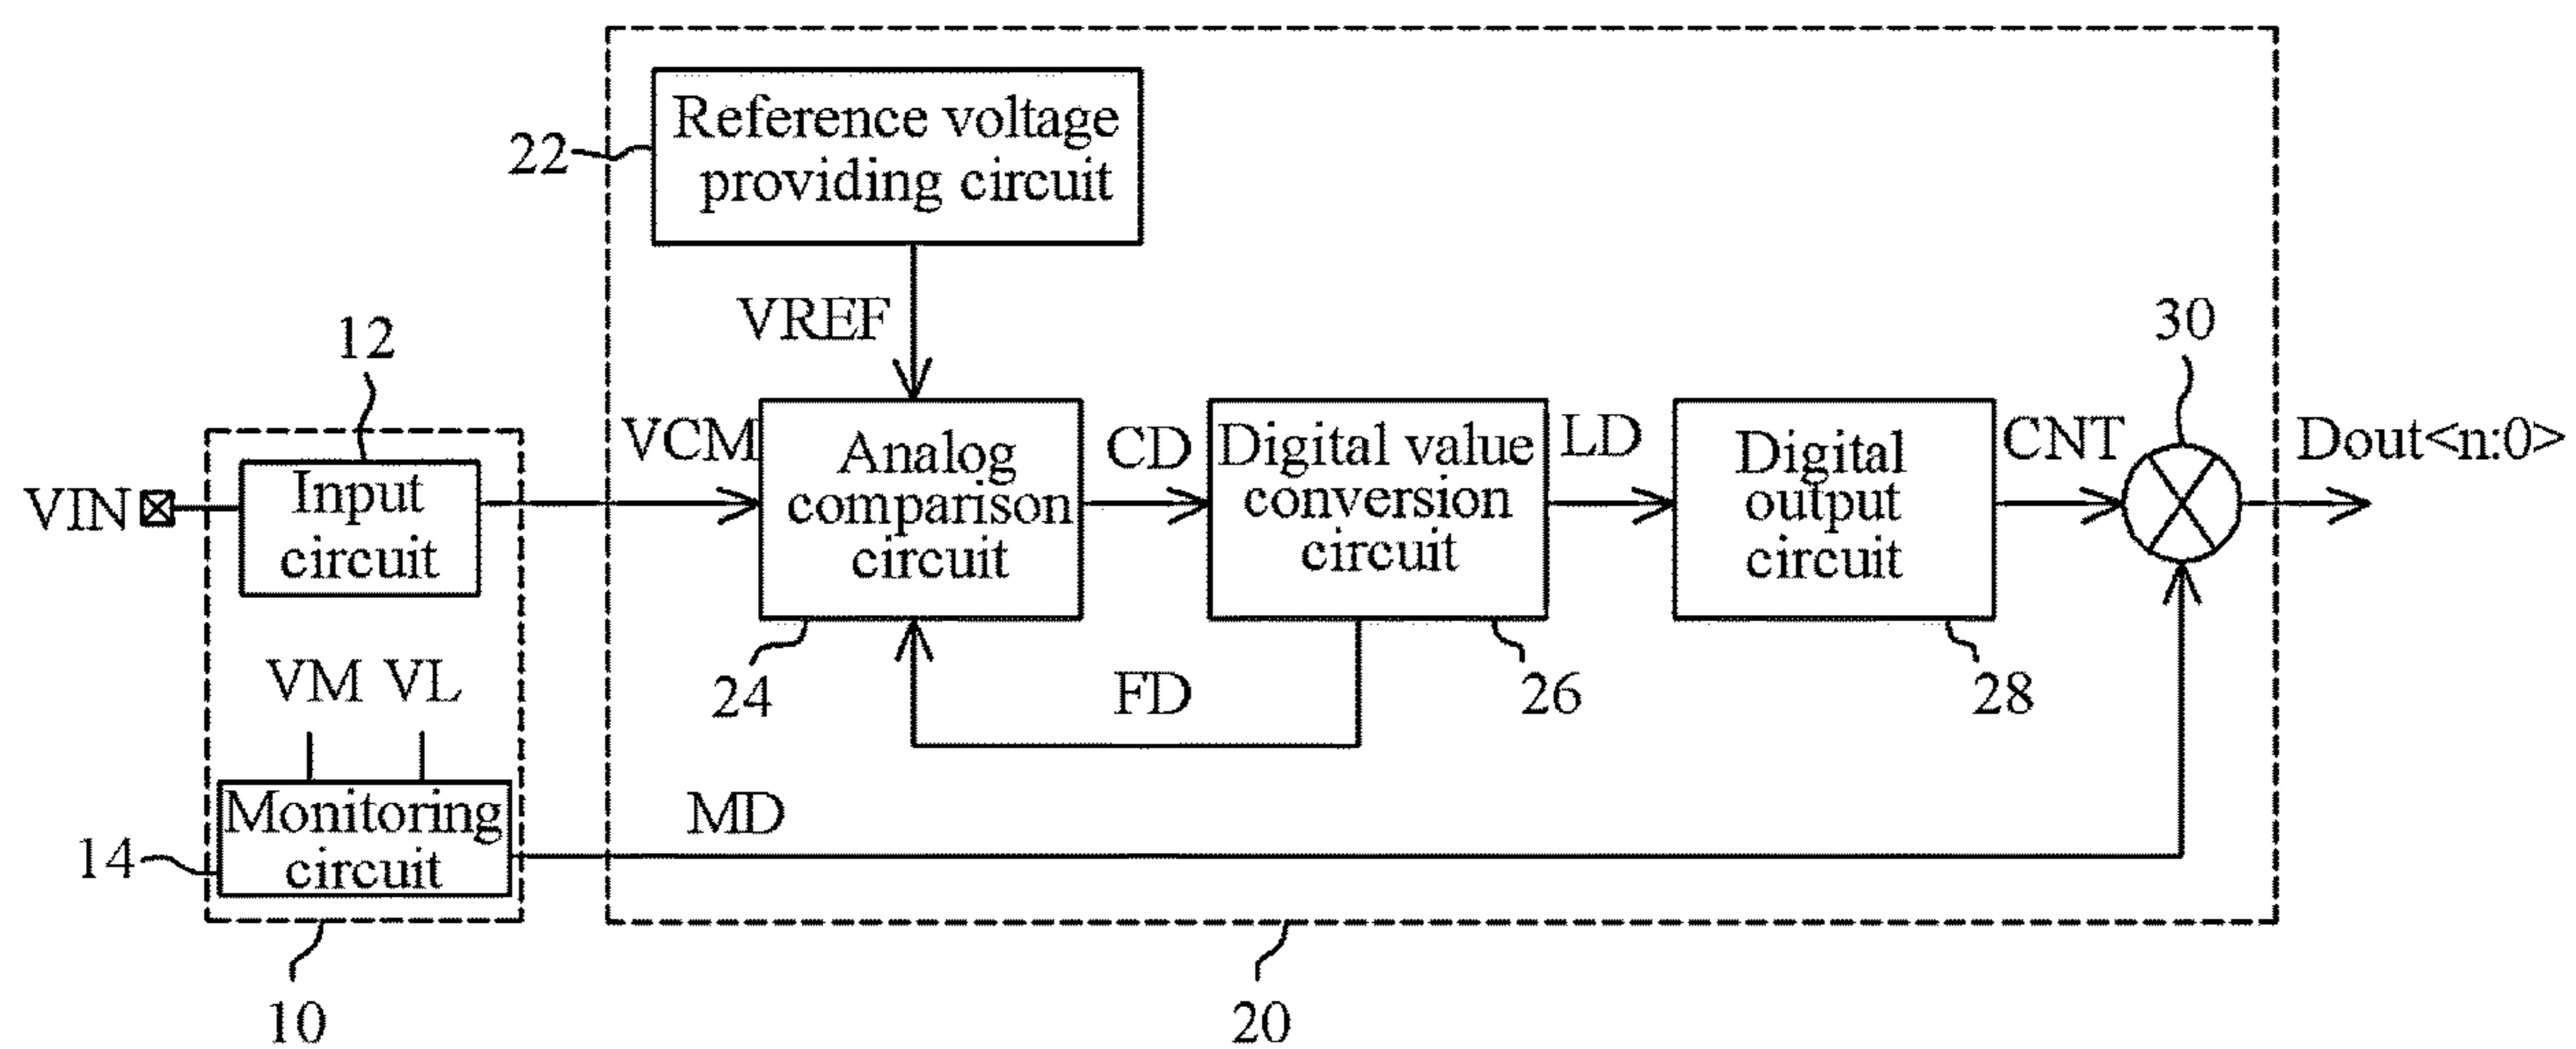 Reference voltage
providing circuit
22
VREF
30
12
VCM
Analog
comparison
circuit
CD
Digital value
conversion
circuit
LD
Digital
output
circuit
CNT
Dout<n:0>
VIN
Input
circuit
VM VL
24
FD
26
28
Monitoring
circuit
14
MD
10
20